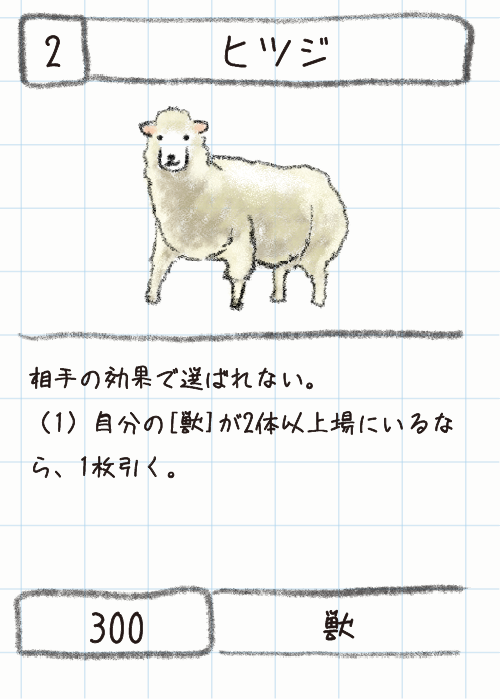 2
ヒツジ
相手の効果で選ばれない。
（1）自分の[獣]が2体以上場にいるな
ら、1枚引く。
300
獣